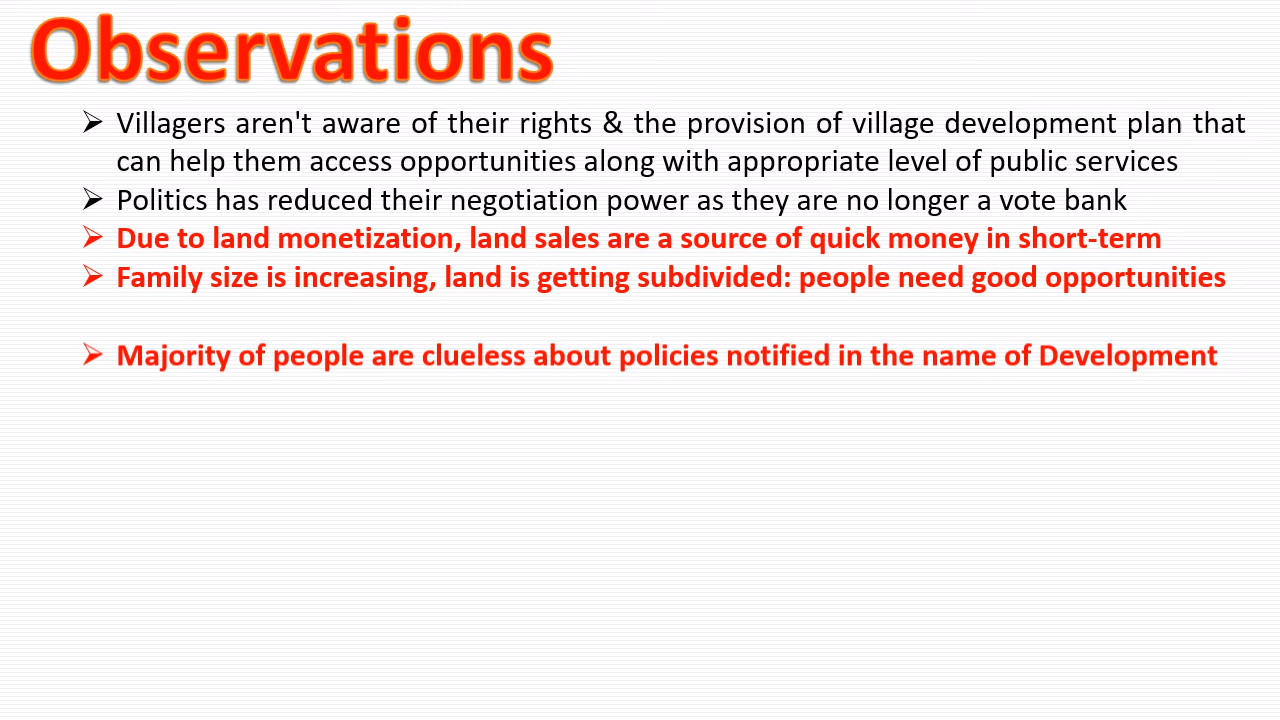 Observations
➢ Villagers aren't aware of their rights & the provision of village development plan that
can help them access opportunities along with appropriate level of public services
➢ Politics has reduced their negotiation power as they are no longer a vote bank
➢ Due to land monetization, land sales are a source of quick money in short-term
➢ Family size is increasing, land is getting subdivided: people need good opportunities
➢ Majority of people are clueless about policies notified in the name of Development